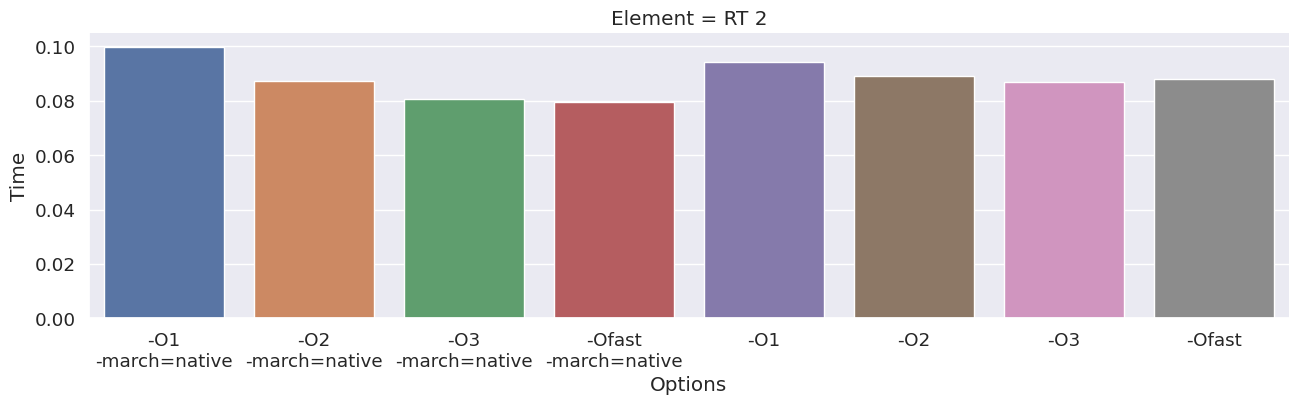 Element = RT 2
0.10
0.08
0.06
0.04
0.02
0.00
Time
-O1 -O2 -O3 -Ofast -O1 -O2 -O3 -Ofast
-march=native -march=native -march=native -march=native
Options